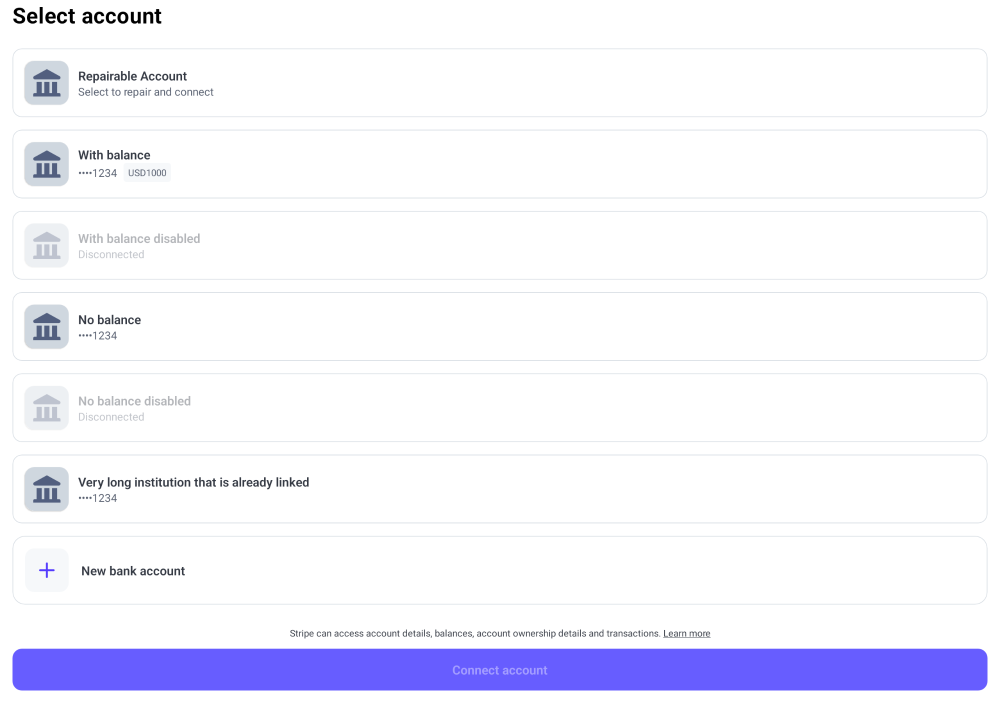 Select account
Repairable Account
Select to repair and connect
With balance
••••1234 USD1000
With balance disabled
Disconnected
No balance
••••1234
No balance disabled
Disconnected
Very long institution that is already linked
••••1234
New bank account
Stripe can access account details, balances, account ownership details and transactions. Learn more
Connect account